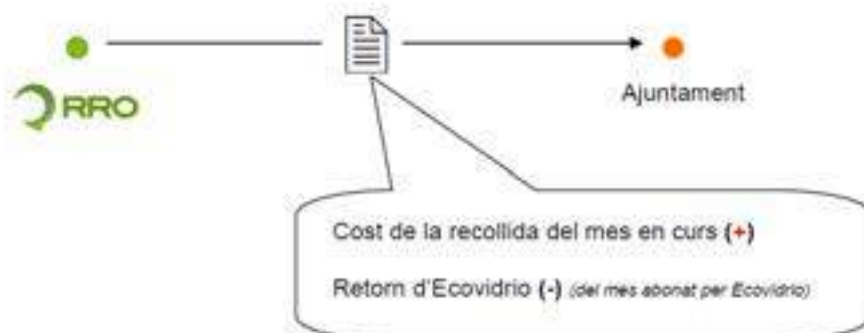 RRO
Ajuntament
Cost de la recollida del mes en curs (+)
Retorn d'Ecovidrio (-) (del mes abonat per Ecovidrio)